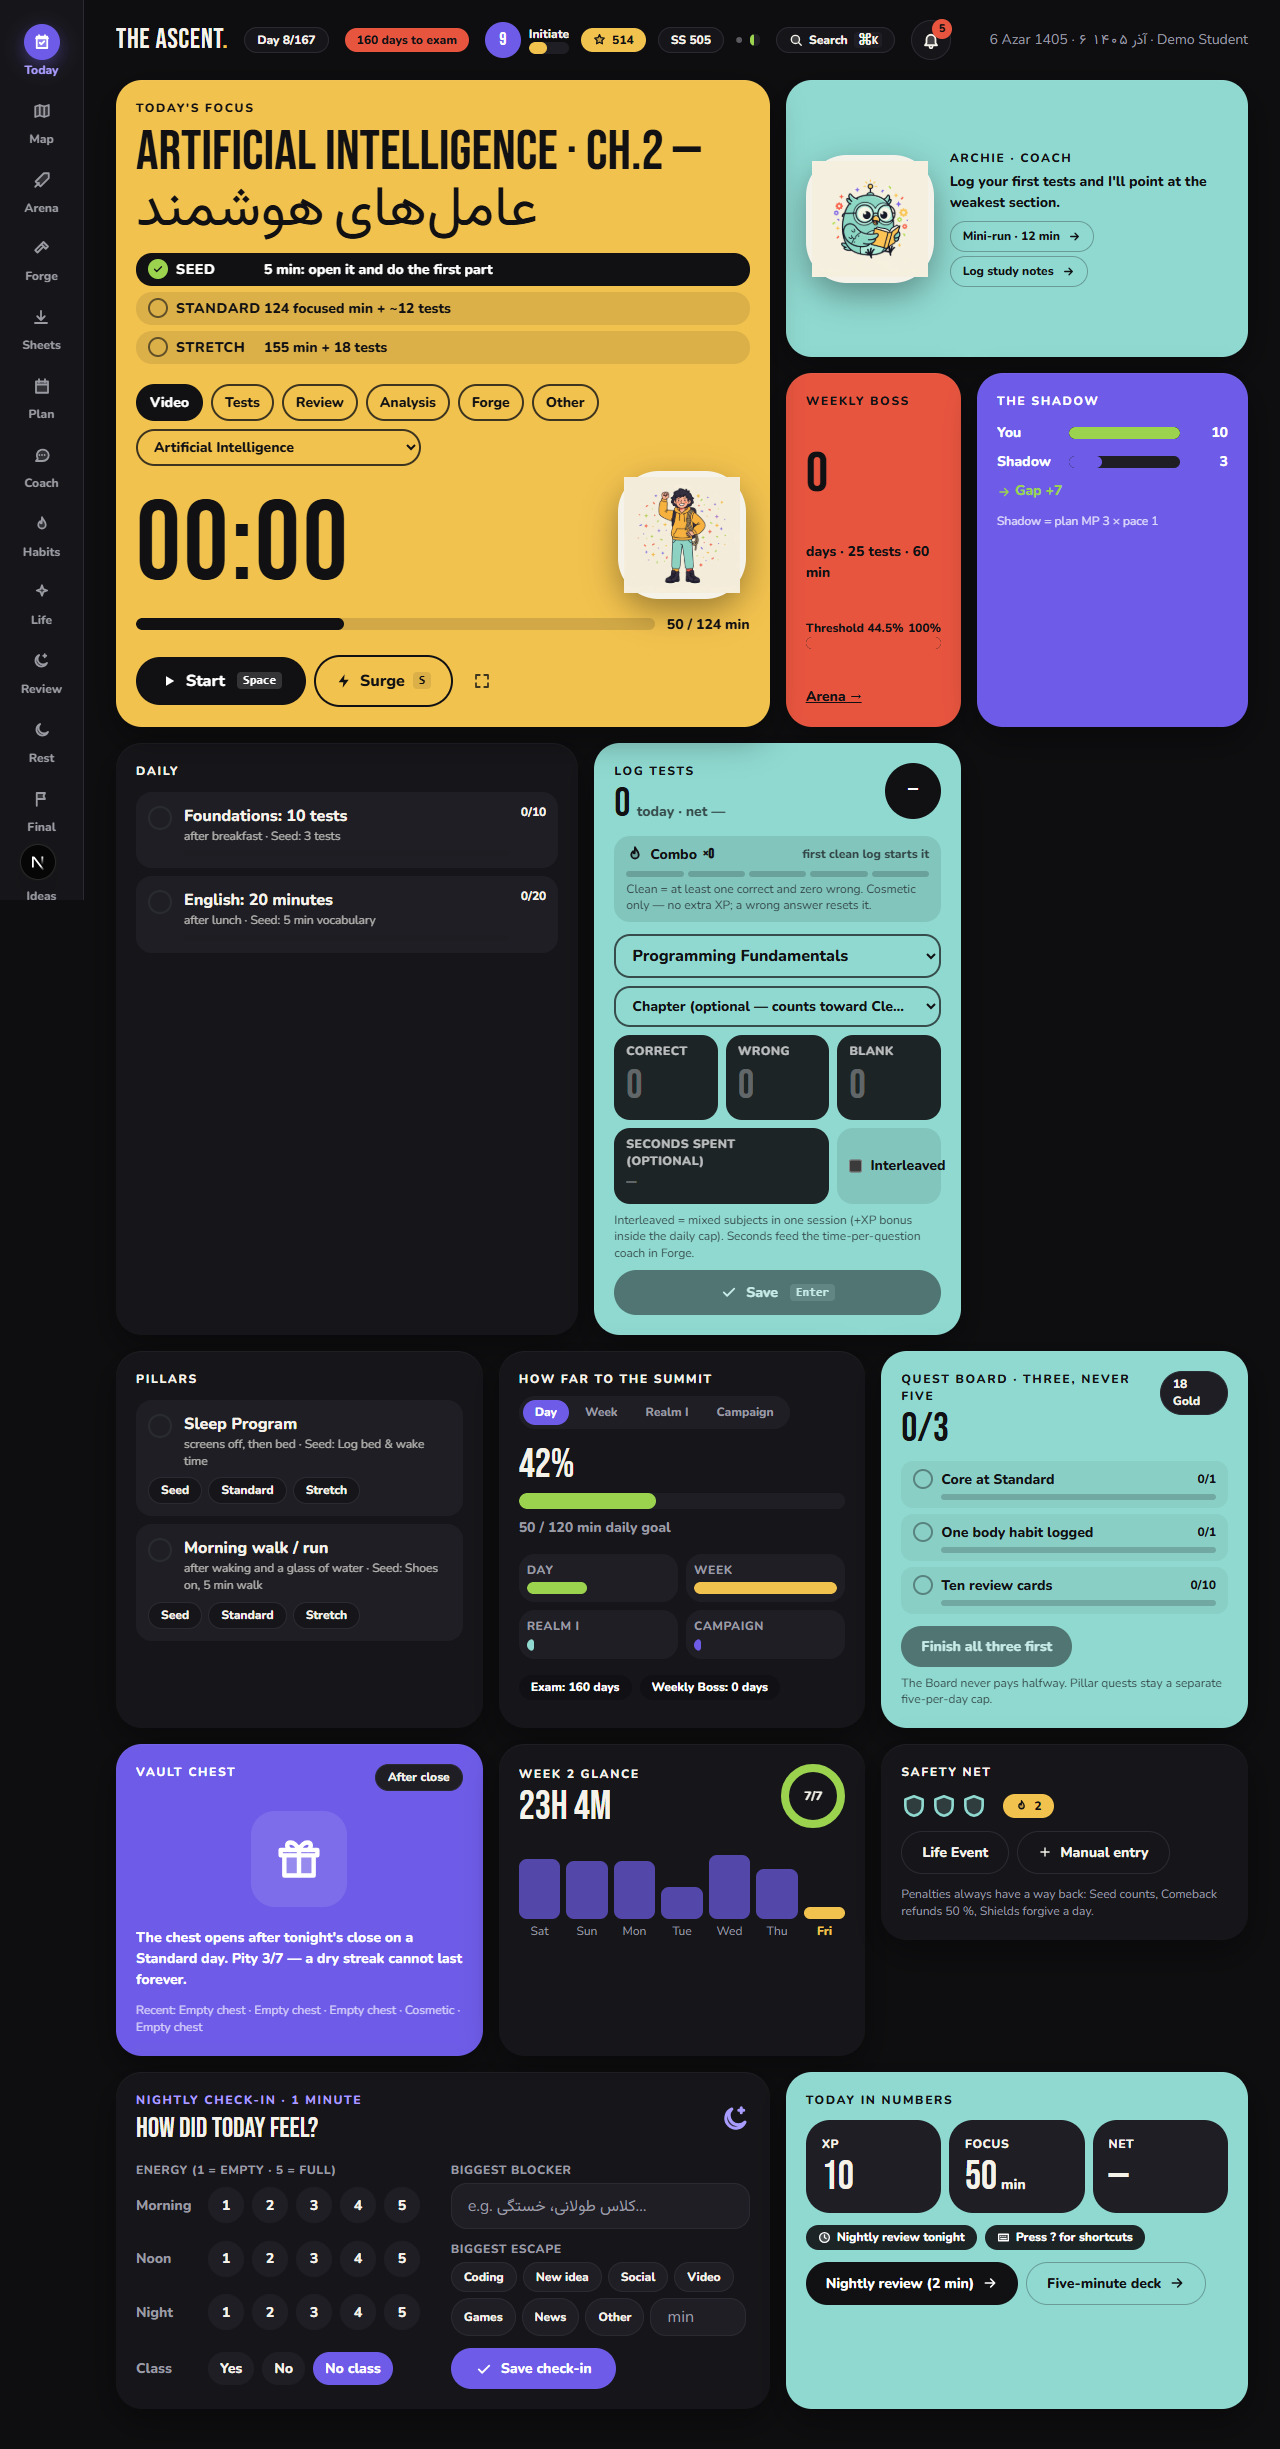 THE ASCENT.
Day 8/167
160 days to exam
9
Initiate
514
SS 505
Search ⌘K
5
6 Azar 1405 · ۶ آذر ۱۴۰۵ · Demo Student
Today
Map
Arena
Forge
Sheets
Plan
Coach
Habits
Life
Review
Rest
Final
N
Ideas
TODAY'S FOCUS
ARTIFICIAL INTELLIGENCE · CH.2 —
عامل‌های هوشمند
SEED 5 min: open it and do the first part
STANDARD 124 focused min + ~12 tests
STRETCH 155 min + 18 tests
Video
Tests
Review
Analysis
Forge
Other
Artificial Intelligence
00:00
50 / 124 min
Start Space
Surge S
ARCHIE · COACH
Log your first tests and I'll point at the
weakest section.
Mini-run · 12 min →
Log study notes →
WEEKLY BOSS
0
days · 25 tests · 60
min
Threshold 44.5% 100%
Arena →
THE SHADOW
You 10
Shadow 3
→ Gap +7
Shadow = plan MP 3 × pace 1
DAILY
Foundations: 10 tests 0/10
after breakfast · Seed: 3 tests
English: 20 minutes 0/20
after lunch · Seed: 5 min vocabulary
LOG TESTS
0 today · net —
–
Combo ×0 first clean log starts it
Clean = at least one correct and zero wrong. Cosmetic
only — no extra XP; a wrong answer resets it.
Programming Fundamentals
Chapter (optional — counts toward Cle...
CORRECT
0
WRONG
0
BLANK
0
SECONDS SPENT
(OPTIONAL)
—
Interleaved
Interleaved = mixed subjects in one session (+XP bonus
inside the daily cap). Seconds feed the time-per-question
coach in Forge.
Save Enter
PILLARS
Sleep Program
screens off, then bed · Seed: Log bed & wake
time
Seed
Standard
Stretch
Morning walk / run
after waking and a glass of water · Seed: Shoes
on, 5 min walk
Seed
Standard
Stretch
HOW FAR TO THE SUMMIT
Day
Week
Realm I
Campaign
42%
50 / 120 min daily goal
DAY
WEEK
REALM I
CAMPAIGN
Exam: 160 days
Weekly Boss: 0 days
QUEST BOARD · THREE, NEVER
FIVE
18
Gold
0/3
Core at Standard 0/1
One body habit logged 0/1
Ten review cards 0/10
Finish all three first
The Board never pays halfway. Pillar quests stay a separate
five-per-day cap.
VAULT CHEST
After close
The chest opens after tonight's close on a
Standard day. Pity 3/7 — a dry streak cannot last
forever.
Recent: Empty chest · Empty chest · Empty chest · Cosmetic ·
Empty chest
WEEK 2 GLANCE
23H 4M
7/7
Sat
Sun
Mon
Tue
Wed
Thu
Fri
SAFETY NET
2
Life Event
+ Manual entry
Penalties always have a way back: Seed counts, Comeback
refunds 50 %, Shields forgive a day.
NIGHTLY CHECK-IN · 1 MINUTE
HOW DID TODAY FEEL?
ENERGY (1 = EMPTY · 5 = FULL)
Morning 1 2 3 4 5
Noon 1 2 3 4 5
Night 1 2 3 4 5
Class Yes No No class
BIGGEST BLOCKER
e.g. کلاس طولانی، خستگی...
BIGGEST ESCAPE
Coding
New idea
Social
Video
Games
News
Other
min
Save check-in
TODAY IN NUMBERS
XP
10
FOCUS
50 min
NET
—
Nightly review tonight
Press ? for shortcuts
Nightly review (2 min) →
Five-minute deck →